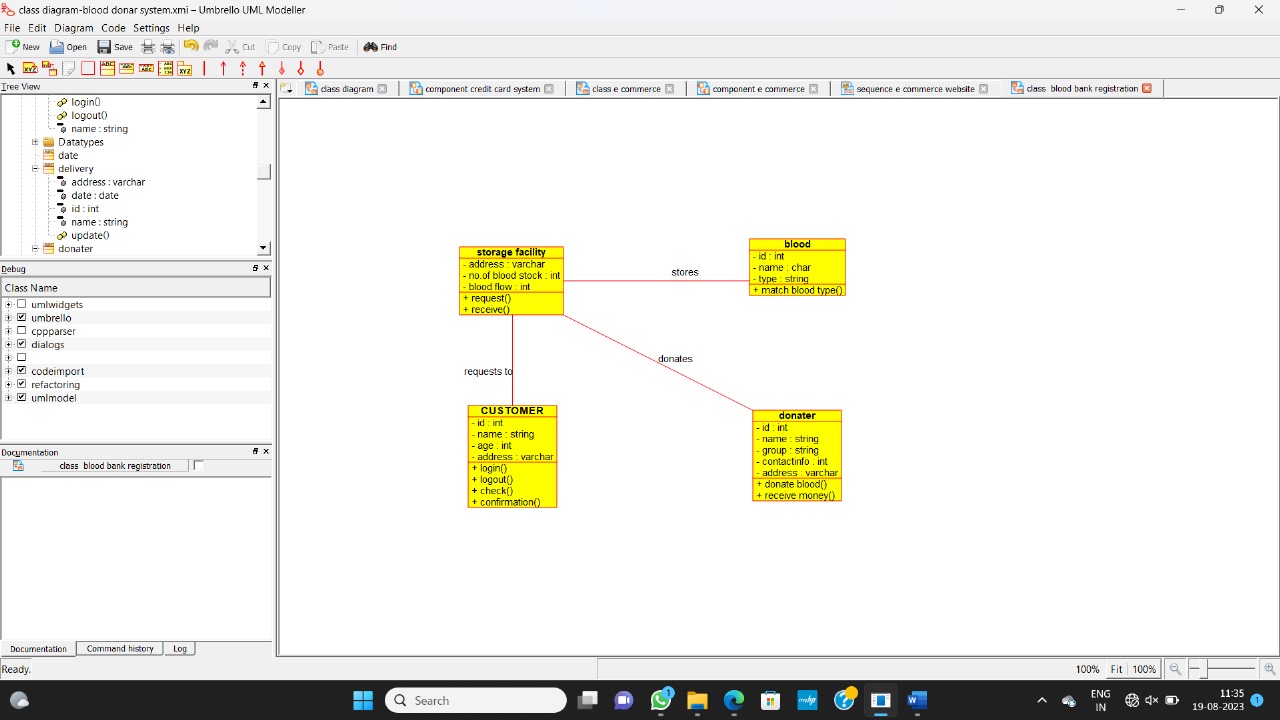 class diagram-blood donar system.xmi – Umbrello UML Modeller
File Edit Diagram Code Settings Help
New Open Save Cut Copy Paste Find
Tree View
login()
logout()
name : string
Datatypes
date
delivery
address : varchar
date : date
id : int
name : string
update()
donater
Debug
Class Name
umlwidgets
umbrello
cppparser
dialogs
codeimport
refactoring
umlmodel
Documentation
class blood bank registration
Documentation Command history Log
Ready.
class diagram component credit card system class e commerce component e commerce sequence e commerce website class blood bank registration
storage facility
- address : varchar
- no.of blood stock : int
- blood flow : int
+ request()
+ receive()
stores
blood
- id : int
- name : char
- type : string
+ match blood type()
requests to
donates
CUSTOMER
- id : int
- name : string
- age : int
- address : varchar
+ login()
+ logout()
+ check()
+ confirmation()
donater
- id : int
- name : string
- group : string
- contactinfo : int
- address : varchar
+ donate blood()
+ receive money()
100% Fit 100%
Search
ENG
IN
11:35
19-08-2023
1